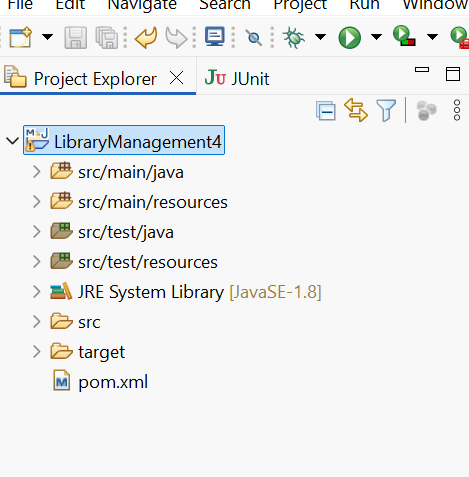 File Edit Navigate Search Project Run Window
Project Explorer JUnit
LibraryManagement4
src/main/java
src/main/resources
src/test/java
src/test/resources
JRE System Library [JavaSE-1.8]
src
target
pom.xml